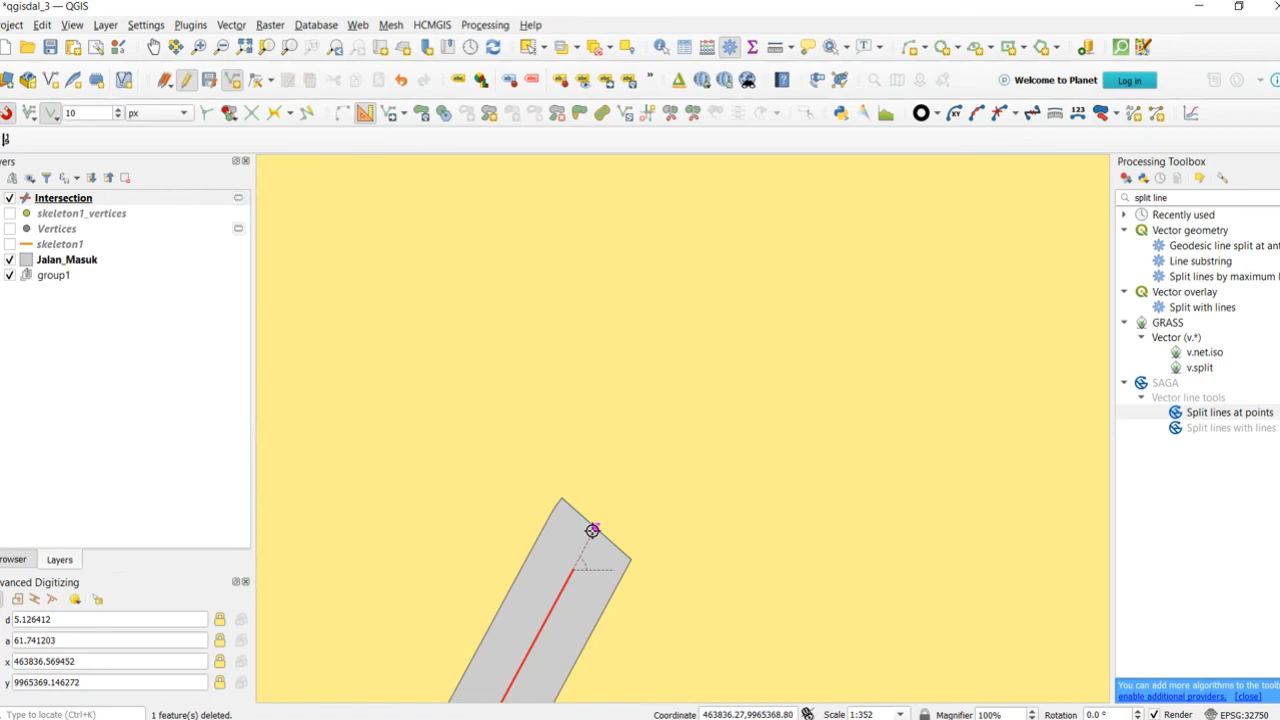 *qgisdal_3 — QGIS
oject Edit View Layer Settings Plugins Vector Raster Database Web Mesh HCMGIS Processing Help
Welcome to Planet Log in
10 px
123
yers
Intersection
skeleton1_vertices
Vertices
skeleton1
Jalan_Masuk
group1
Processing Toolbox
split line
Recently used
Vector geometry
Geodesic line split at ant
Line substring
Split lines by maximum l
Vector overlay
Split with lines
GRASS
Vector (v.*)
v.net.iso
v.split
SAGA
Vector line tools
Split lines at points
Split lines with lines
rowser Layers
dvanced Digitizing
d 5.126412
a 61.741203
x 463836.569452
y 9965369.146272
You can add more algorithms to the toolb
enable additional providers. [close]
Type to locate (Ctrl+K) 1 feature(s) deleted. Coordinate 463836.27,9965368.80 Scale 1:352 Magnifier 100% Rotation 0.0 ° Render EPSG:32750